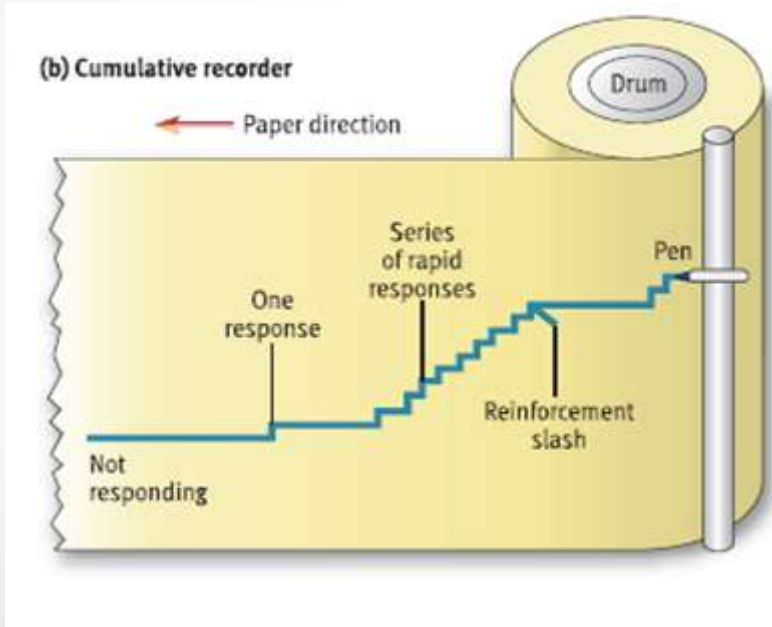 (b) Cumulative recorder
Drum
Paper direction
Series
of rapid
responses
Pen
One
response
Reinforcement
slash
Not
responding